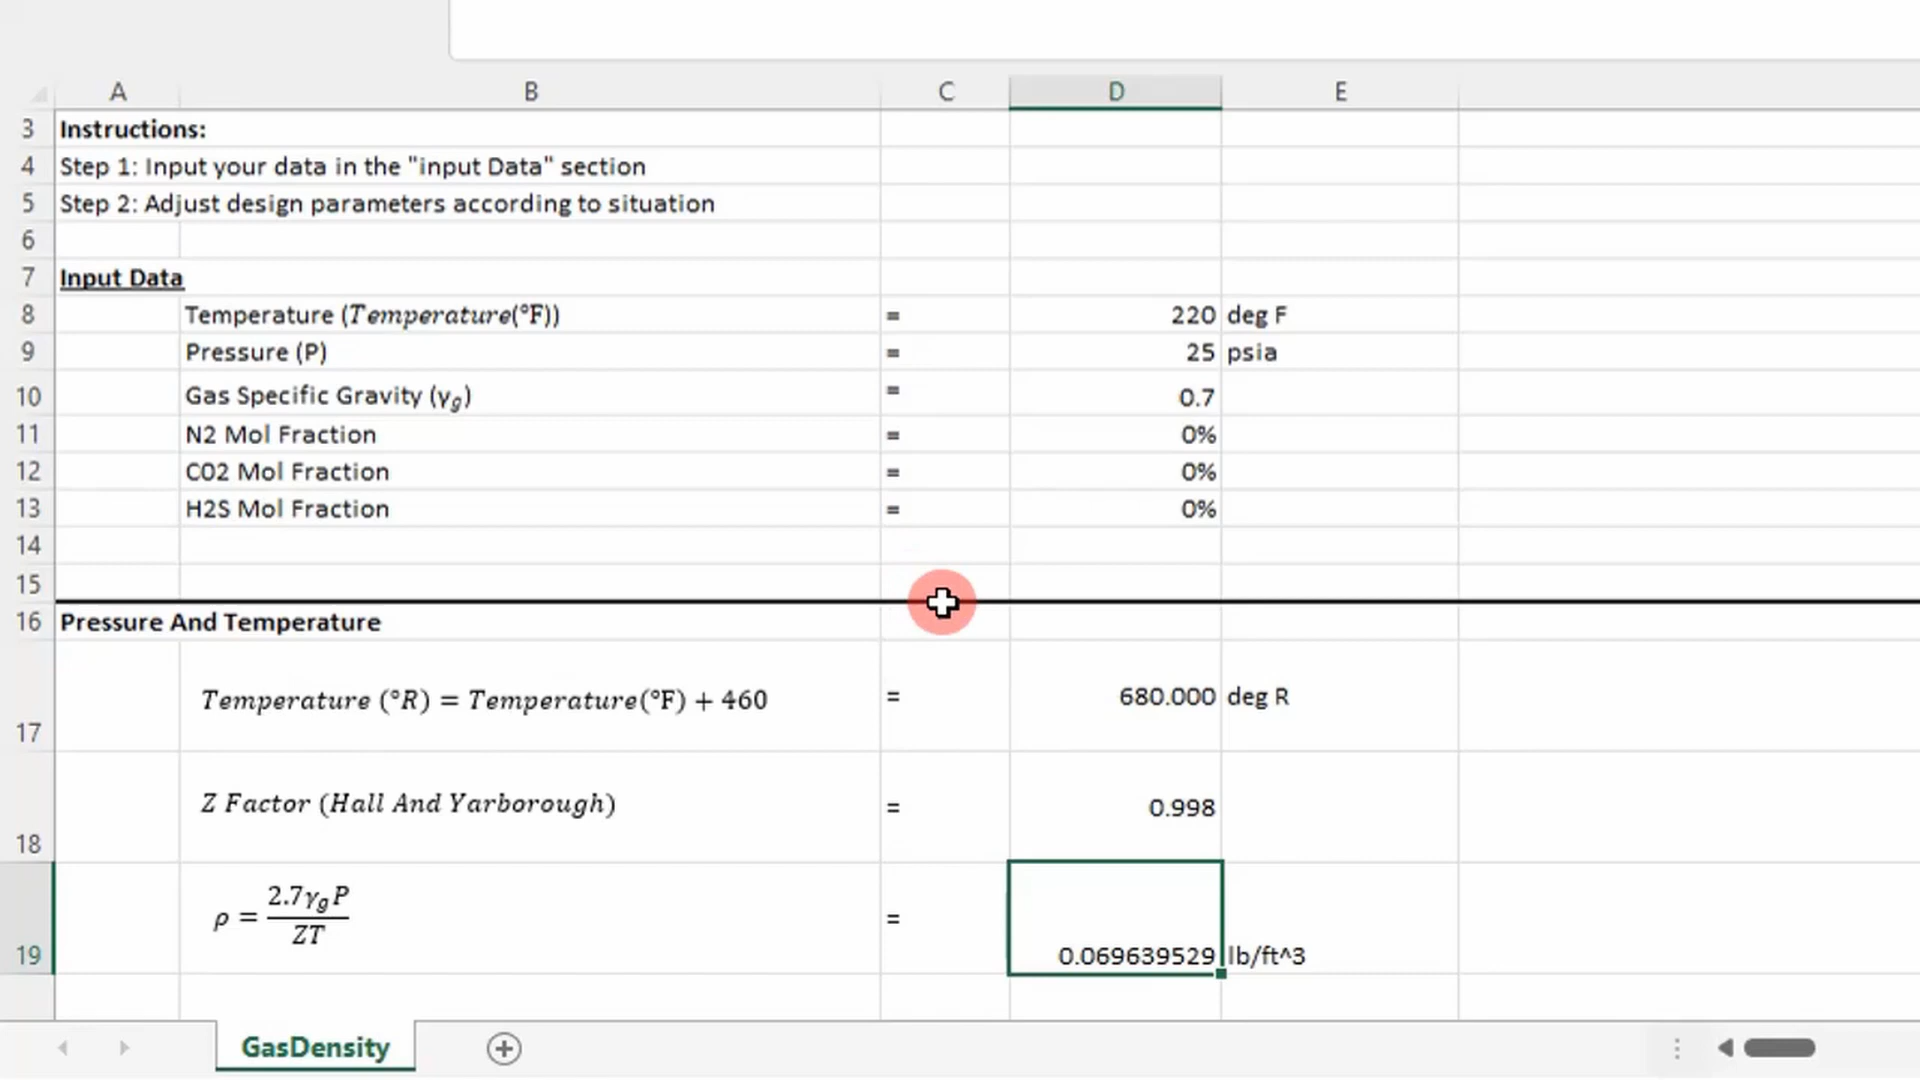 A B C D E
3 Instructions:
4 Step 1: Input your data in the "input Data" section
5 Step 2: Adjust design parameters according to situation
6
7 Input Data
8 Temperature (Temperature(°F)) = 220 deg F
9 Pressure (P) = 25 psia
10 Gas Specific Gravity (γg) = 0.7
11 N2 Mol Fraction = 0%
12 CO2 Mol Fraction = 0%
13 H2S Mol Fraction = 0%
14
15
16 Pressure And Temperature
17 Temperature (°R) = Temperature(°F) + 460 = 680.000 deg R
18 Z Factor (Hall And Yarborough) = 0.998
19 ρ = 2.7γgP / ZT = 0.069639529 lb/ft^3
GasDensity